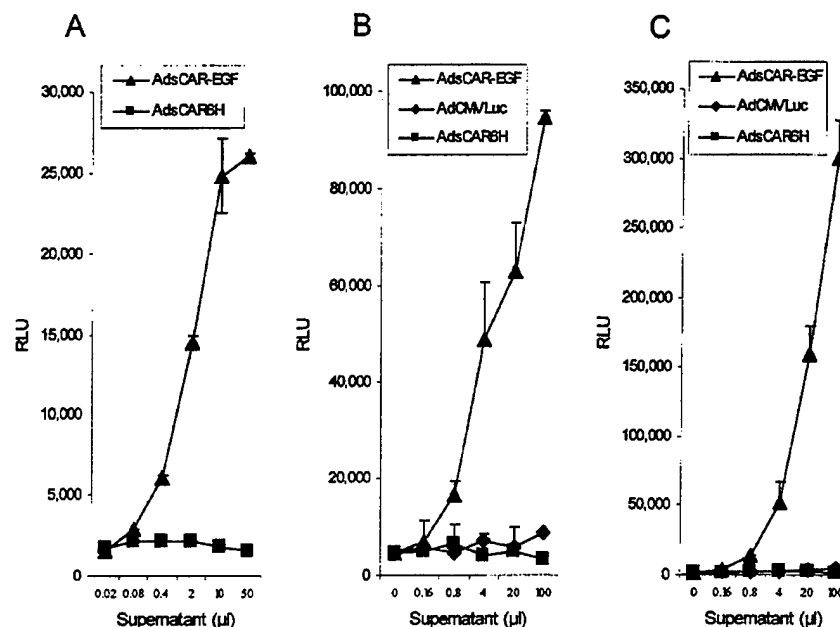 A
AdsCAR-EGF
AdsCAR6H
30,000
25,000
20,000
15,000
10,000
5,000
0
RLU
0.02 0.08 0.4 2 10 50
Supernatant (µl)
B
AdsCAR-EGF
AdCMVLuc
AdsCAR6H
100,000
80,000
60,000
40,000
20,000
0
RLU
0 0.16 0.8 4 20 100
Supernatant (µl)
C
AdsCAR-EGF
AdCMVLuc
AdsCAR6H
350,000
300,000
250,000
200,000
150,000
100,000
50,000
0
RLU
0 0.16 0.8 4 20 100
Supernatant (µl)